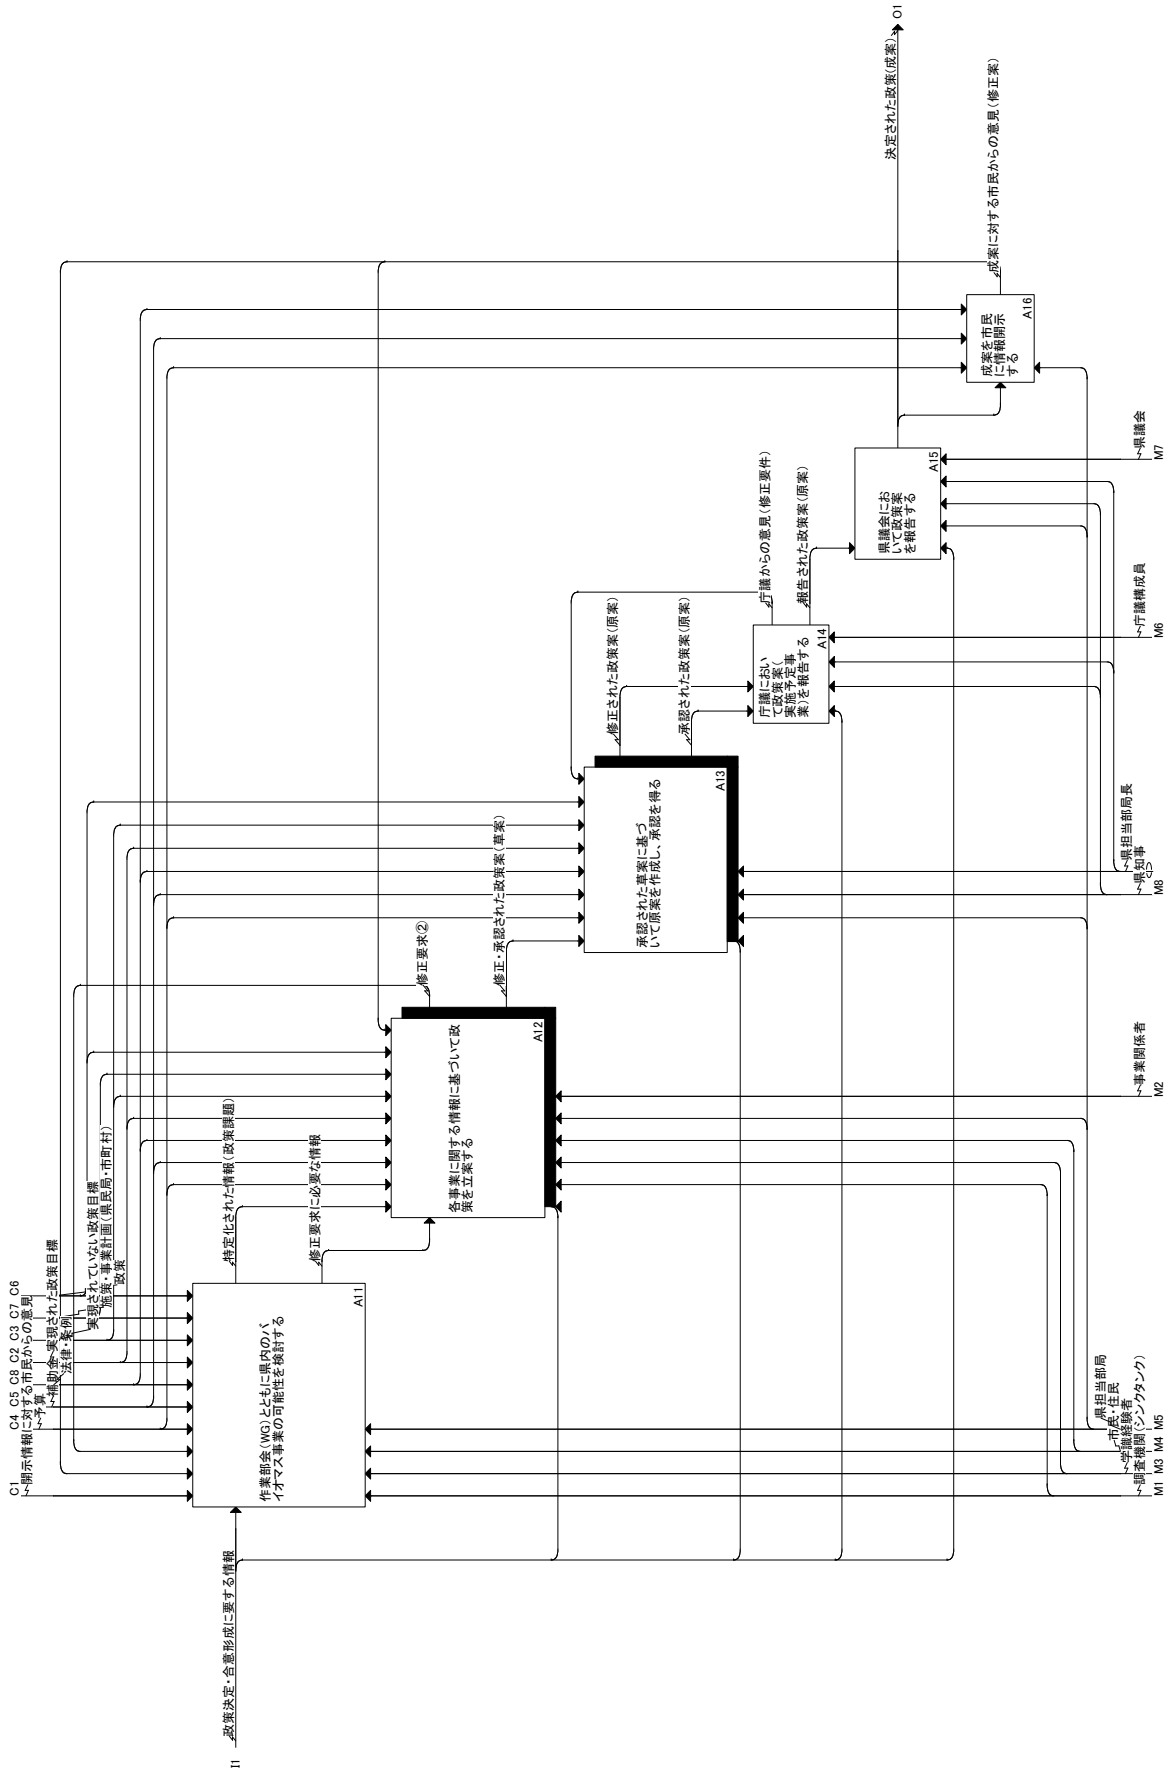 C1
開示情報に対する市民からの意見
C4 C5 C8 C2 C3 C7 C6
予算
補助金
実現された政策目標
法律・条例
実現されていない政策目標
施策・事業計画(県民局・市町村)
政策
I1
政策決定・合意形成に要する情報
作業部会(WG)とともに県内のバ
イオマス事業の可能性を検討する
A11
特定化された情報(政策課題)
修正要求に必要な情報
各事業に関する情報に基づいて政
策を立案する
A12
修正要求②
修正・承認された政策案(草案)
承認された草案に基づ
いて原案を作成し、承認を得る
A13
修正された政策案(原案)
承認された政策案(原案)
庁議におい
て政策案(
実施予定事
業)を報告する
A14
庁議からの意見(修正要件)
報告された政策案(原案)
県議会にお
いて政策案
を報告する
A15
決定された政策(成案)
O1
成案を市民
に情報開示
する
A16
成案に対する市民からの意見(修正案)
県担当部局
市民・住民
学識経験者
調査機関(シンクタンク)
M1 M3 M4 M5
事業関係者
M2
県担当部局長
県知事
M8
庁議構成員
M6
県議会
M7